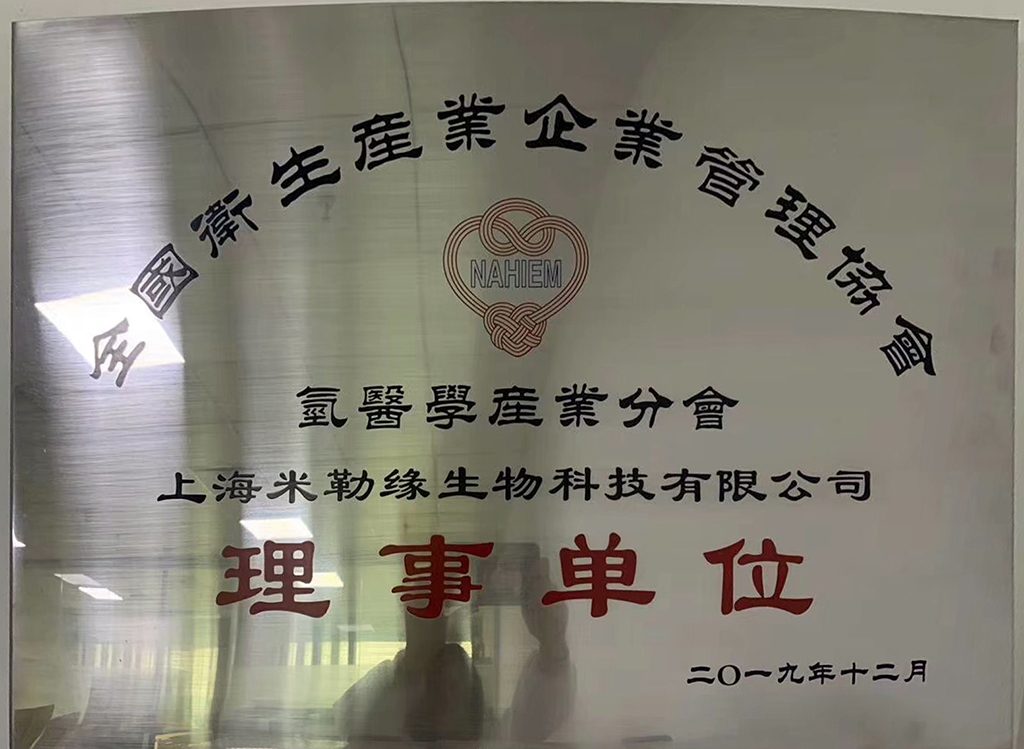 全國衛生産業企業管理協會
NAHIEM
氫醫學産業分會
上海米勒缘生物科技有限公司
理事单位
二〇一九年十二月